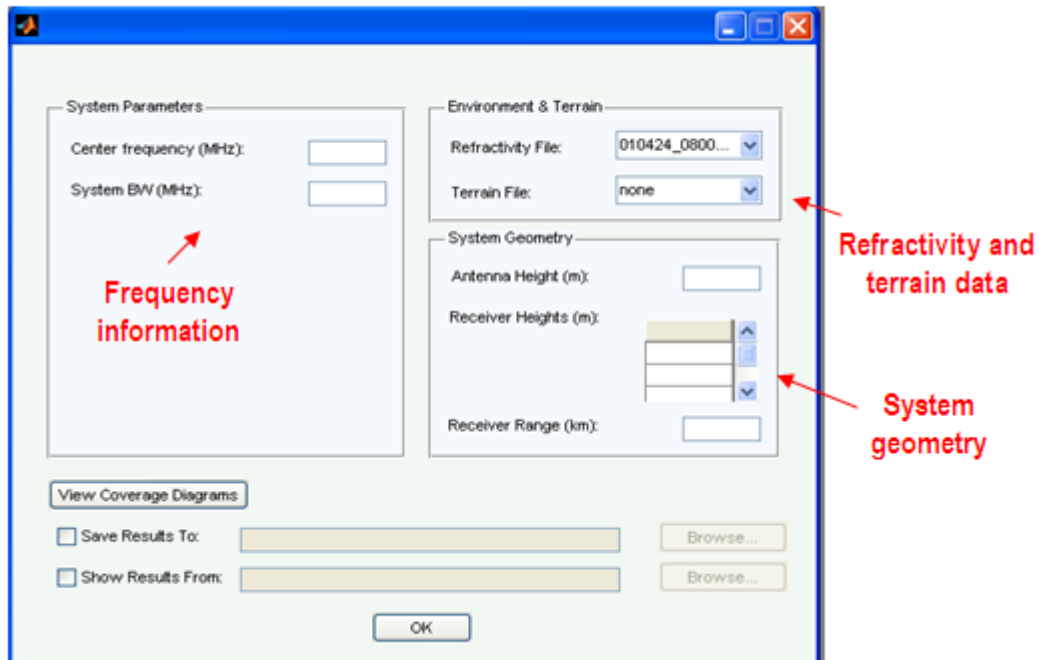 System Parameters
Center frequency (MHz):
System BW (MHz):
Frequency
information
Environment & Terrain
Refractivity File:
010424_0800...
Terrain File:
none
Refractivity and
terrain data
System Geometry
Antenna Height (m):
Receiver Heights (m):
Receiver Range (km):
System
geometry
View Coverage Diagrams
Save Results To:
Browse...
Show Results From:
Browse...
OK